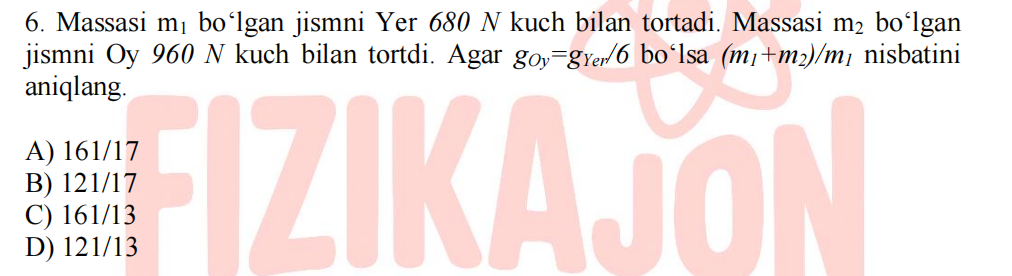 6. Massasi m₁ bo‘lgan jismni Yer 680 N kuch bilan tortadi. Massasi m₂ bo‘lgan
jismni Oy 960 N kuch bilan tortdi. Agar gOy=gYer/6 bo‘lsa (m₁+m₂)/m₁ nisbatini
aniqlang.
A) 161/17
B) 121/17
C) 161/13
D) 121/13
FIZIKAJON